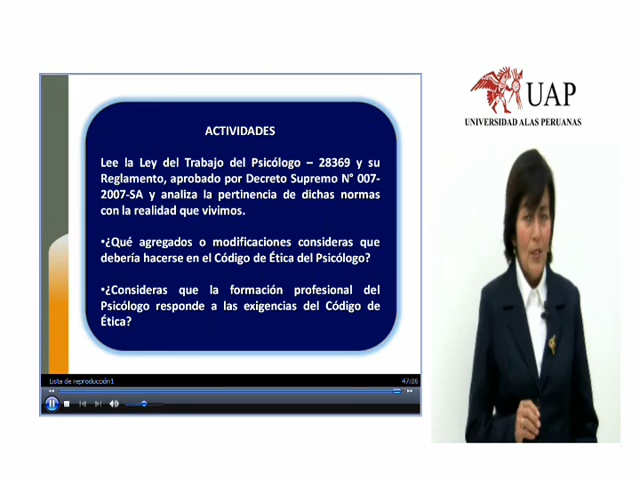 ACTIVIDADES
Lee la Ley del Trabajo del Psicólogo – 28369 y su
Reglamento, aprobado por Decreto Supremo N° 007-
2007-SA y analiza la pertinencia de dichas normas
con la realidad que vivimos.
•¿Qué agregados o modificaciones consideras que
debería hacerse en el Código de Ética del Psicólogo?
•¿Consideras que la formación profesional del
Psicólogo responde a las exigencias del Código de
Ética?
Lista de reproducción1
47:06
UAP
UNIVERSIDAD ALAS PERUANAS